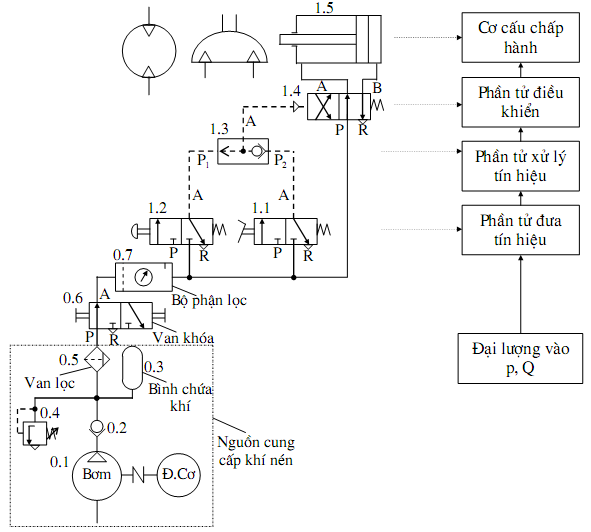 1.5
Cơ cấu chấp
hành
1.4
A
B
P
R
Phần tử điều
khiển
A
1.3
P1
P2
Phần tử xử lý
tín hiệu
A
A
1.2
1.1
P
R
P
R
Phần tử đưa
tín hiệu
0.7
Bộ phận lọc
0.6
A
P
R
Van khóa
Đại lượng vào
p, Q
0.5
Van lọc
0.3
Bình chứa
khí
0.4
0.2
Nguồn cung
cấp khí nén
0.1
Bơm
Đ.Cơ